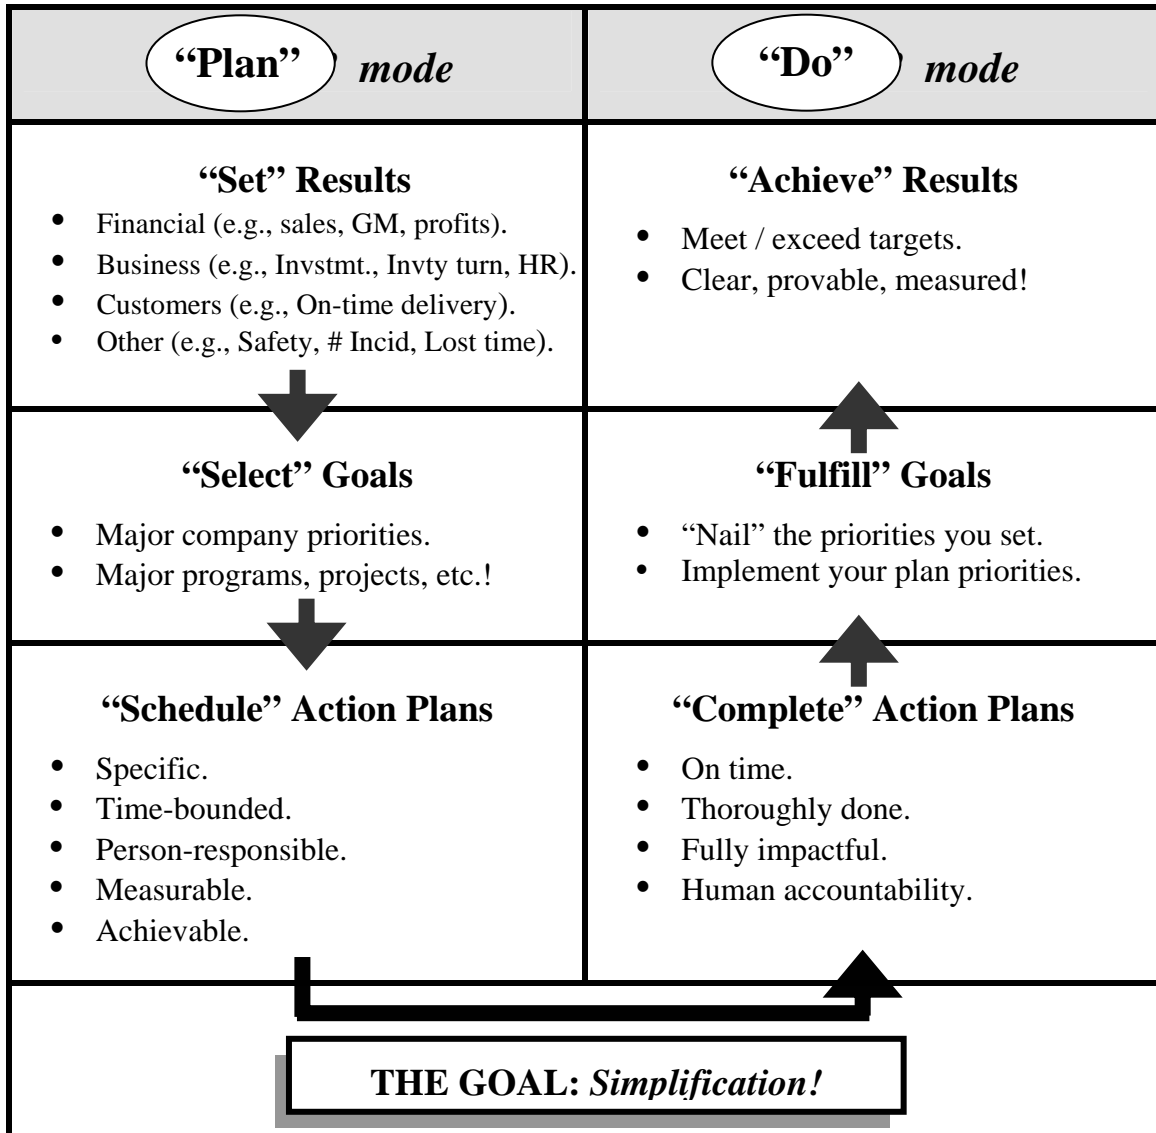 “Plan” mode
“Do” mode
“Set” Results
• Financial (e.g., sales, GM, profits).
• Business (e.g., Invstmt., Invty turn, HR).
• Customers (e.g., On-time delivery).
• Other (e.g., Safety, # Incid, Lost time).
“Achieve” Results
• Meet / exceed targets.
• Clear, provable, measured!
“Select” Goals
• Major company priorities.
• Major programs, projects, etc.!
“Fulfill” Goals
• “Nail” the priorities you set.
• Implement your plan priorities.
“Schedule” Action Plans
• Specific.
• Time-bounded.
• Person-responsible.
• Measurable.
• Achievable.
“Complete” Action Plans
• On time.
• Thoroughly done.
• Fully impactful.
• Human accountability.
THE GOAL: Simplification!